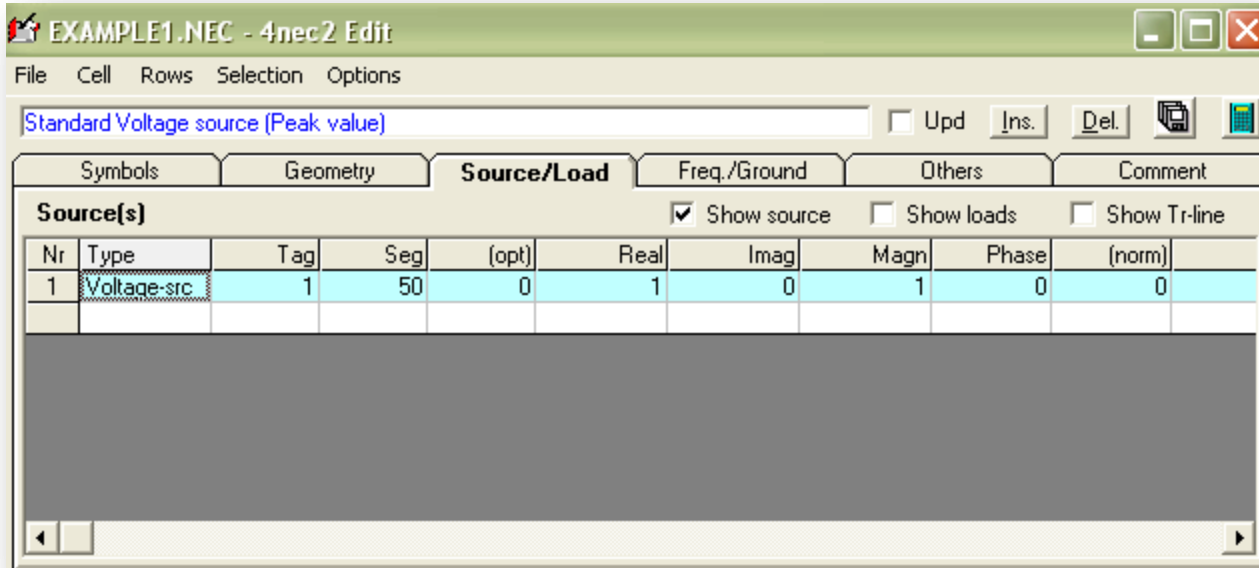 EXAMPLE1.NEC - 4nec2 Edit
File Cell Rows Selection Options
Standard Voltage source (Peak value) Upd Ins. Del.
Symbols Geometry Source/Load Freq./Ground Others Comment
Source(s) Show source Show loads Show Tr-line
Nr Type Tag Seg (opt) Real Imag Magn Phase (norm)
1 Voltage-src 1 50 0 1 0 1 0 0